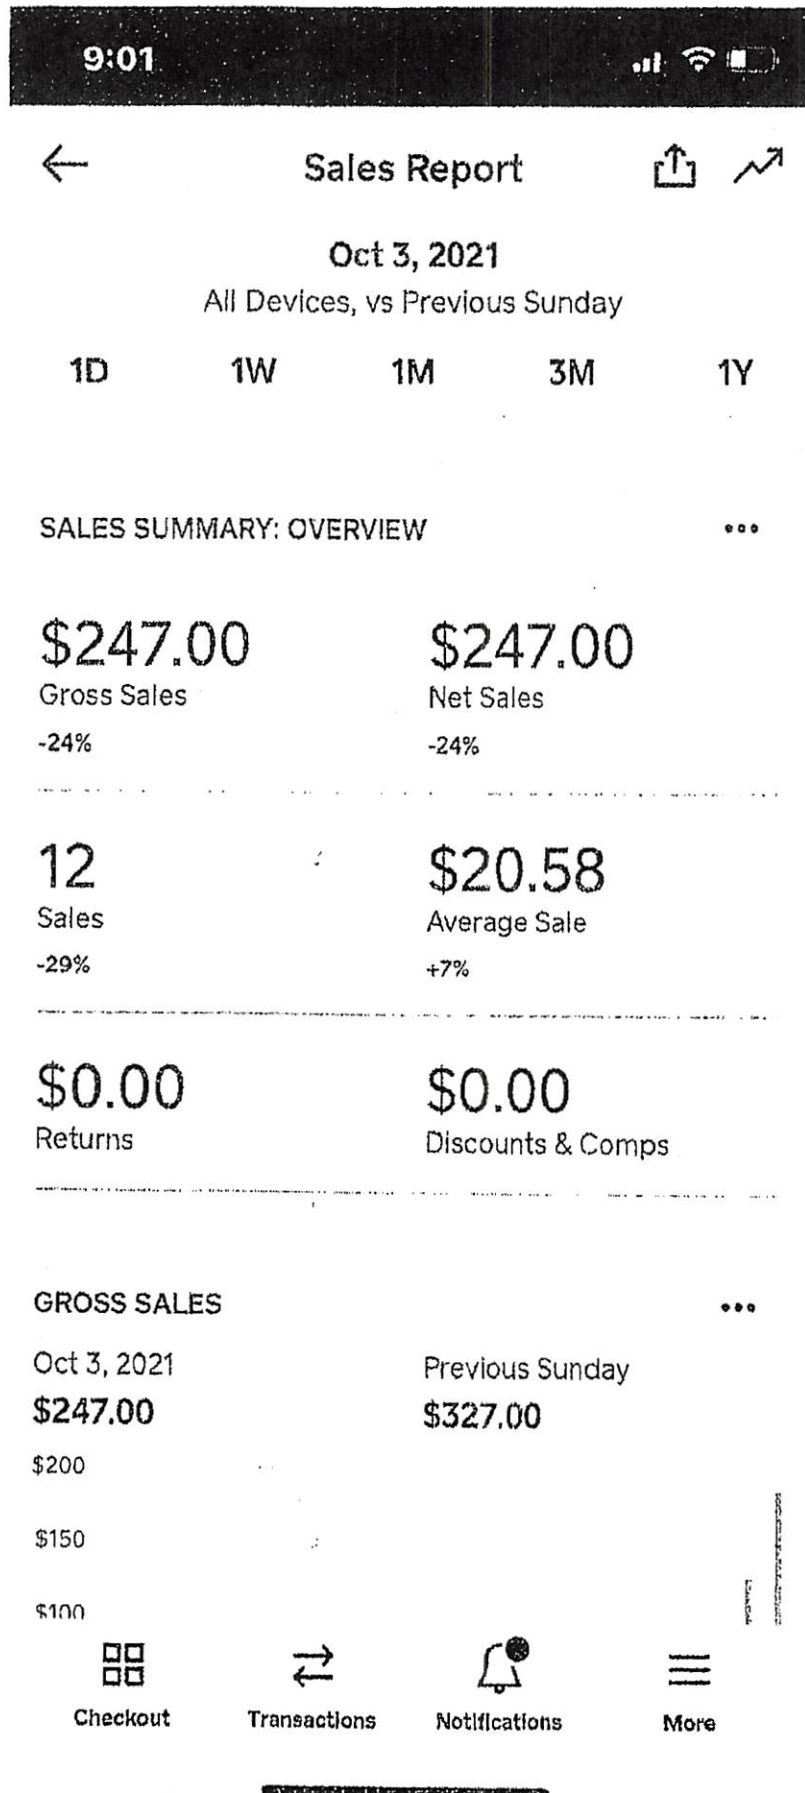 9:01
Sales Report
Oct 3, 2021
All Devices, vs Previous Sunday
1D 1W 1M 3M 1Y
SALES SUMMARY: OVERVIEW
$247.00 $247.00
Gross Sales Net Sales
-24% -24%
12 $20.58
Sales Average Sale
-29% +7%
$0.00 $0.00
Returns Discounts & Comps
GROSS SALES
Oct 3, 2021 Previous Sunday
$247.00 $327.00
$200
$150
$100
Checkout Transactions Notifications More